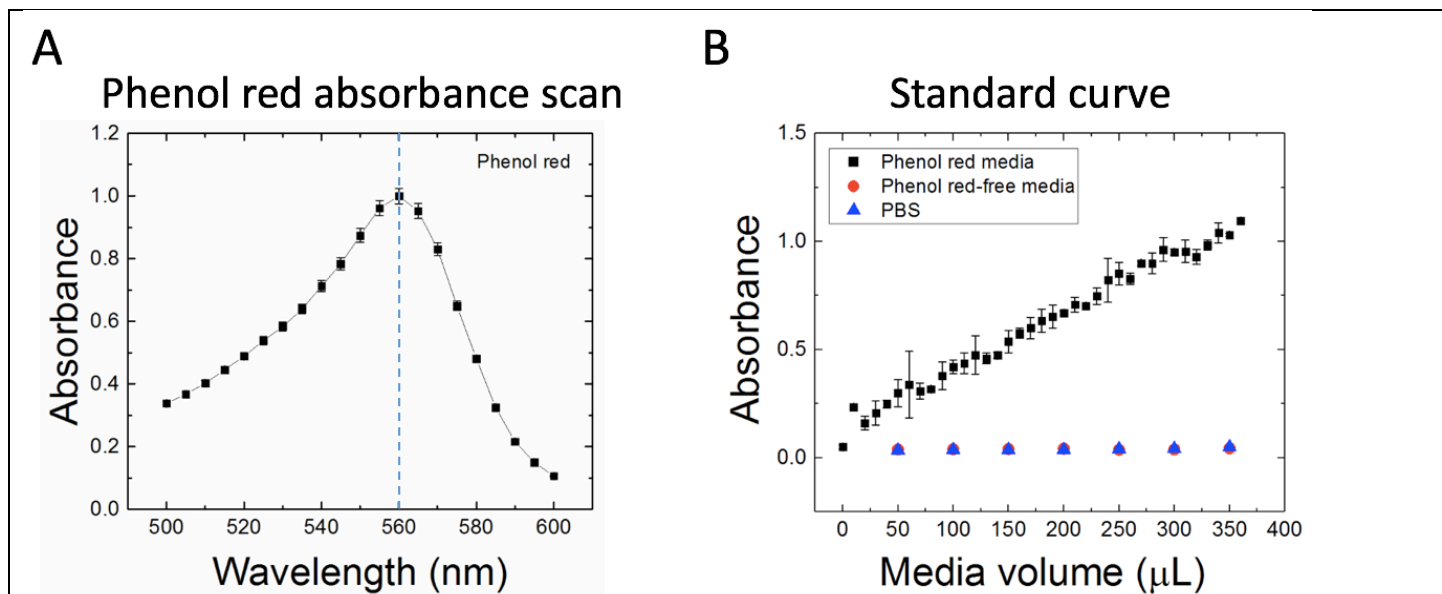 A
Phenol red absorbance scan
Phenol red
Absorbance
1.2
1.0
0.8
0.6
0.4
0.2
0.0
500 520 540 560 580 600
Wavelength (nm)
B
Standard curve
Phenol red media
Phenol red-free media
PBS
Absorbance
1.5
1.0
0.5
0.0
0 50 100 150 200 250 300 350 400
Media volume (μL)